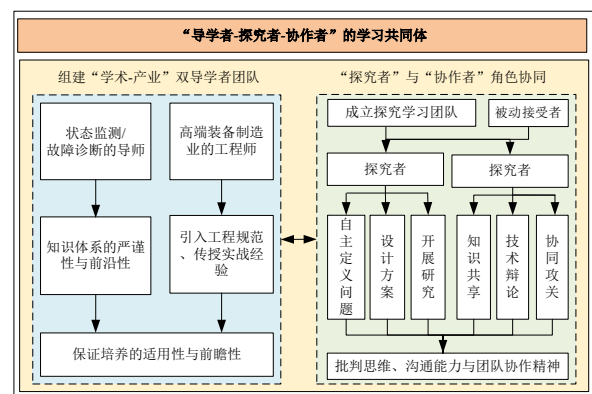 “导学者-探究者-协作者”的学习共同体
组建“学术-产业”双导学者团队
状态监测/
故障诊断的导师
高端装备制造
业的工程师
知识体系的严谨
性与前沿性
引入工程规范
、传授实战经
验
保证培养的适用性与前瞻性
“探究者”与“协作者”角色协同
成立探究学习团队
被动接受者
探究者
探究者
自主定义问题
设计方案
开展研究
知识共享
技术辩论
协同攻关
批判思维、沟通能力与团队协作精神